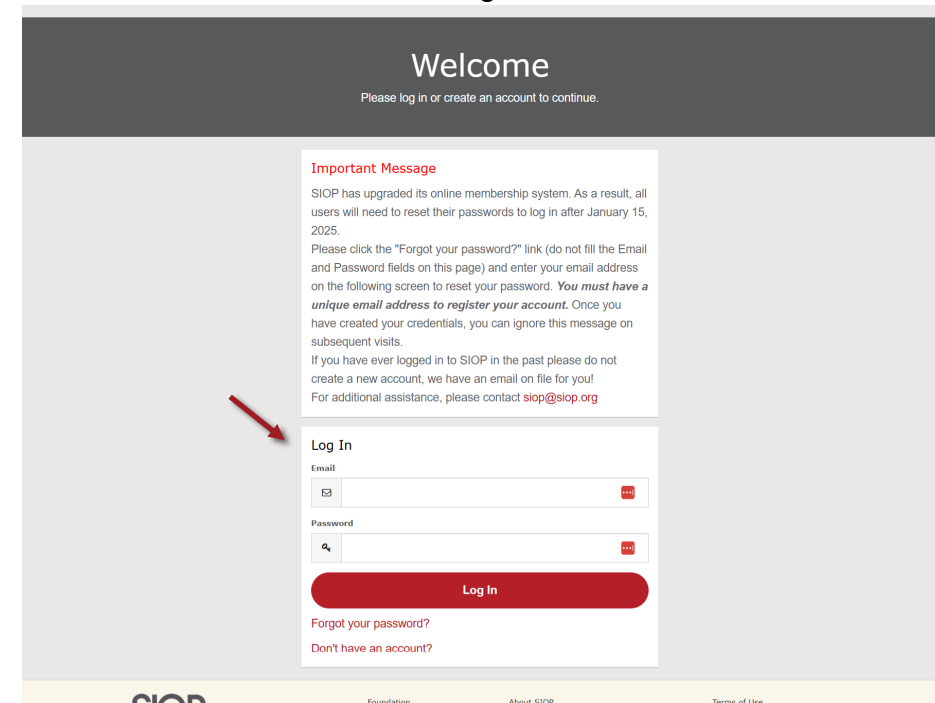 Welcome
Please log in or create an account to continue.
Important Message
SIOP has upgraded its online membership system. As a result, all
users will need to reset their passwords to log in after January 15,
2025.
Please click the "Forgot your password?" link (do not fill the Email
and Password fields on this page) and enter your email address
on the following screen to reset your password. You must have a
unique email address to register your account. Once you
have created your credentials, you can ignore this message on
subsequent visits.
If you have ever logged in to SIOP in the past please do not
create a new account, we have an email on file for you!
For additional assistance, please contact siop@siop.org
Log In
Email
Password
Log In
Forgot your password?
Don't have an account?
SIOP
Foundation
About SIOP
Terms of Use